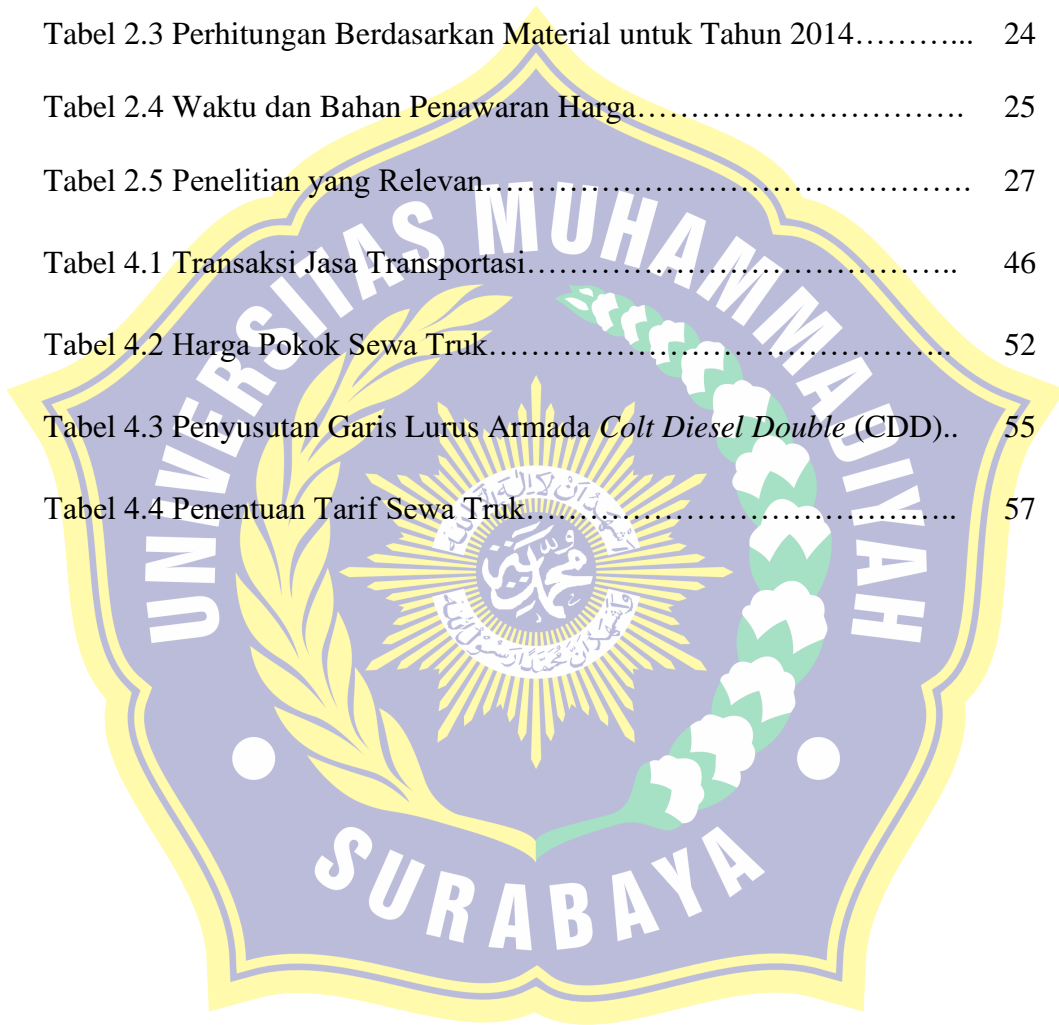 Tabel 2.3 Perhitungan Berdasarkan Material untuk Tahun 2014………... 24
Tabel 2.4 Waktu dan Bahan Penawaran Harga…………………………. 25
Tabel 2.5 Penelitian yang Relevan………………………………………. 27
Tabel 4.1 Transaksi Jasa Transportasi………………………………….. 46
Tabel 4.2 Harga Pokok Sewa Truk…………………………………….. 52
Tabel 4.3 Penyusutan Garis Lurus Armada Colt Diesel Double (CDD).. 55
Tabel 4.4 Penentuan Tarif Sewa Truk………………………………….. 57
UNIVERSITAS MUHAMMADIYAH
SURABAYA